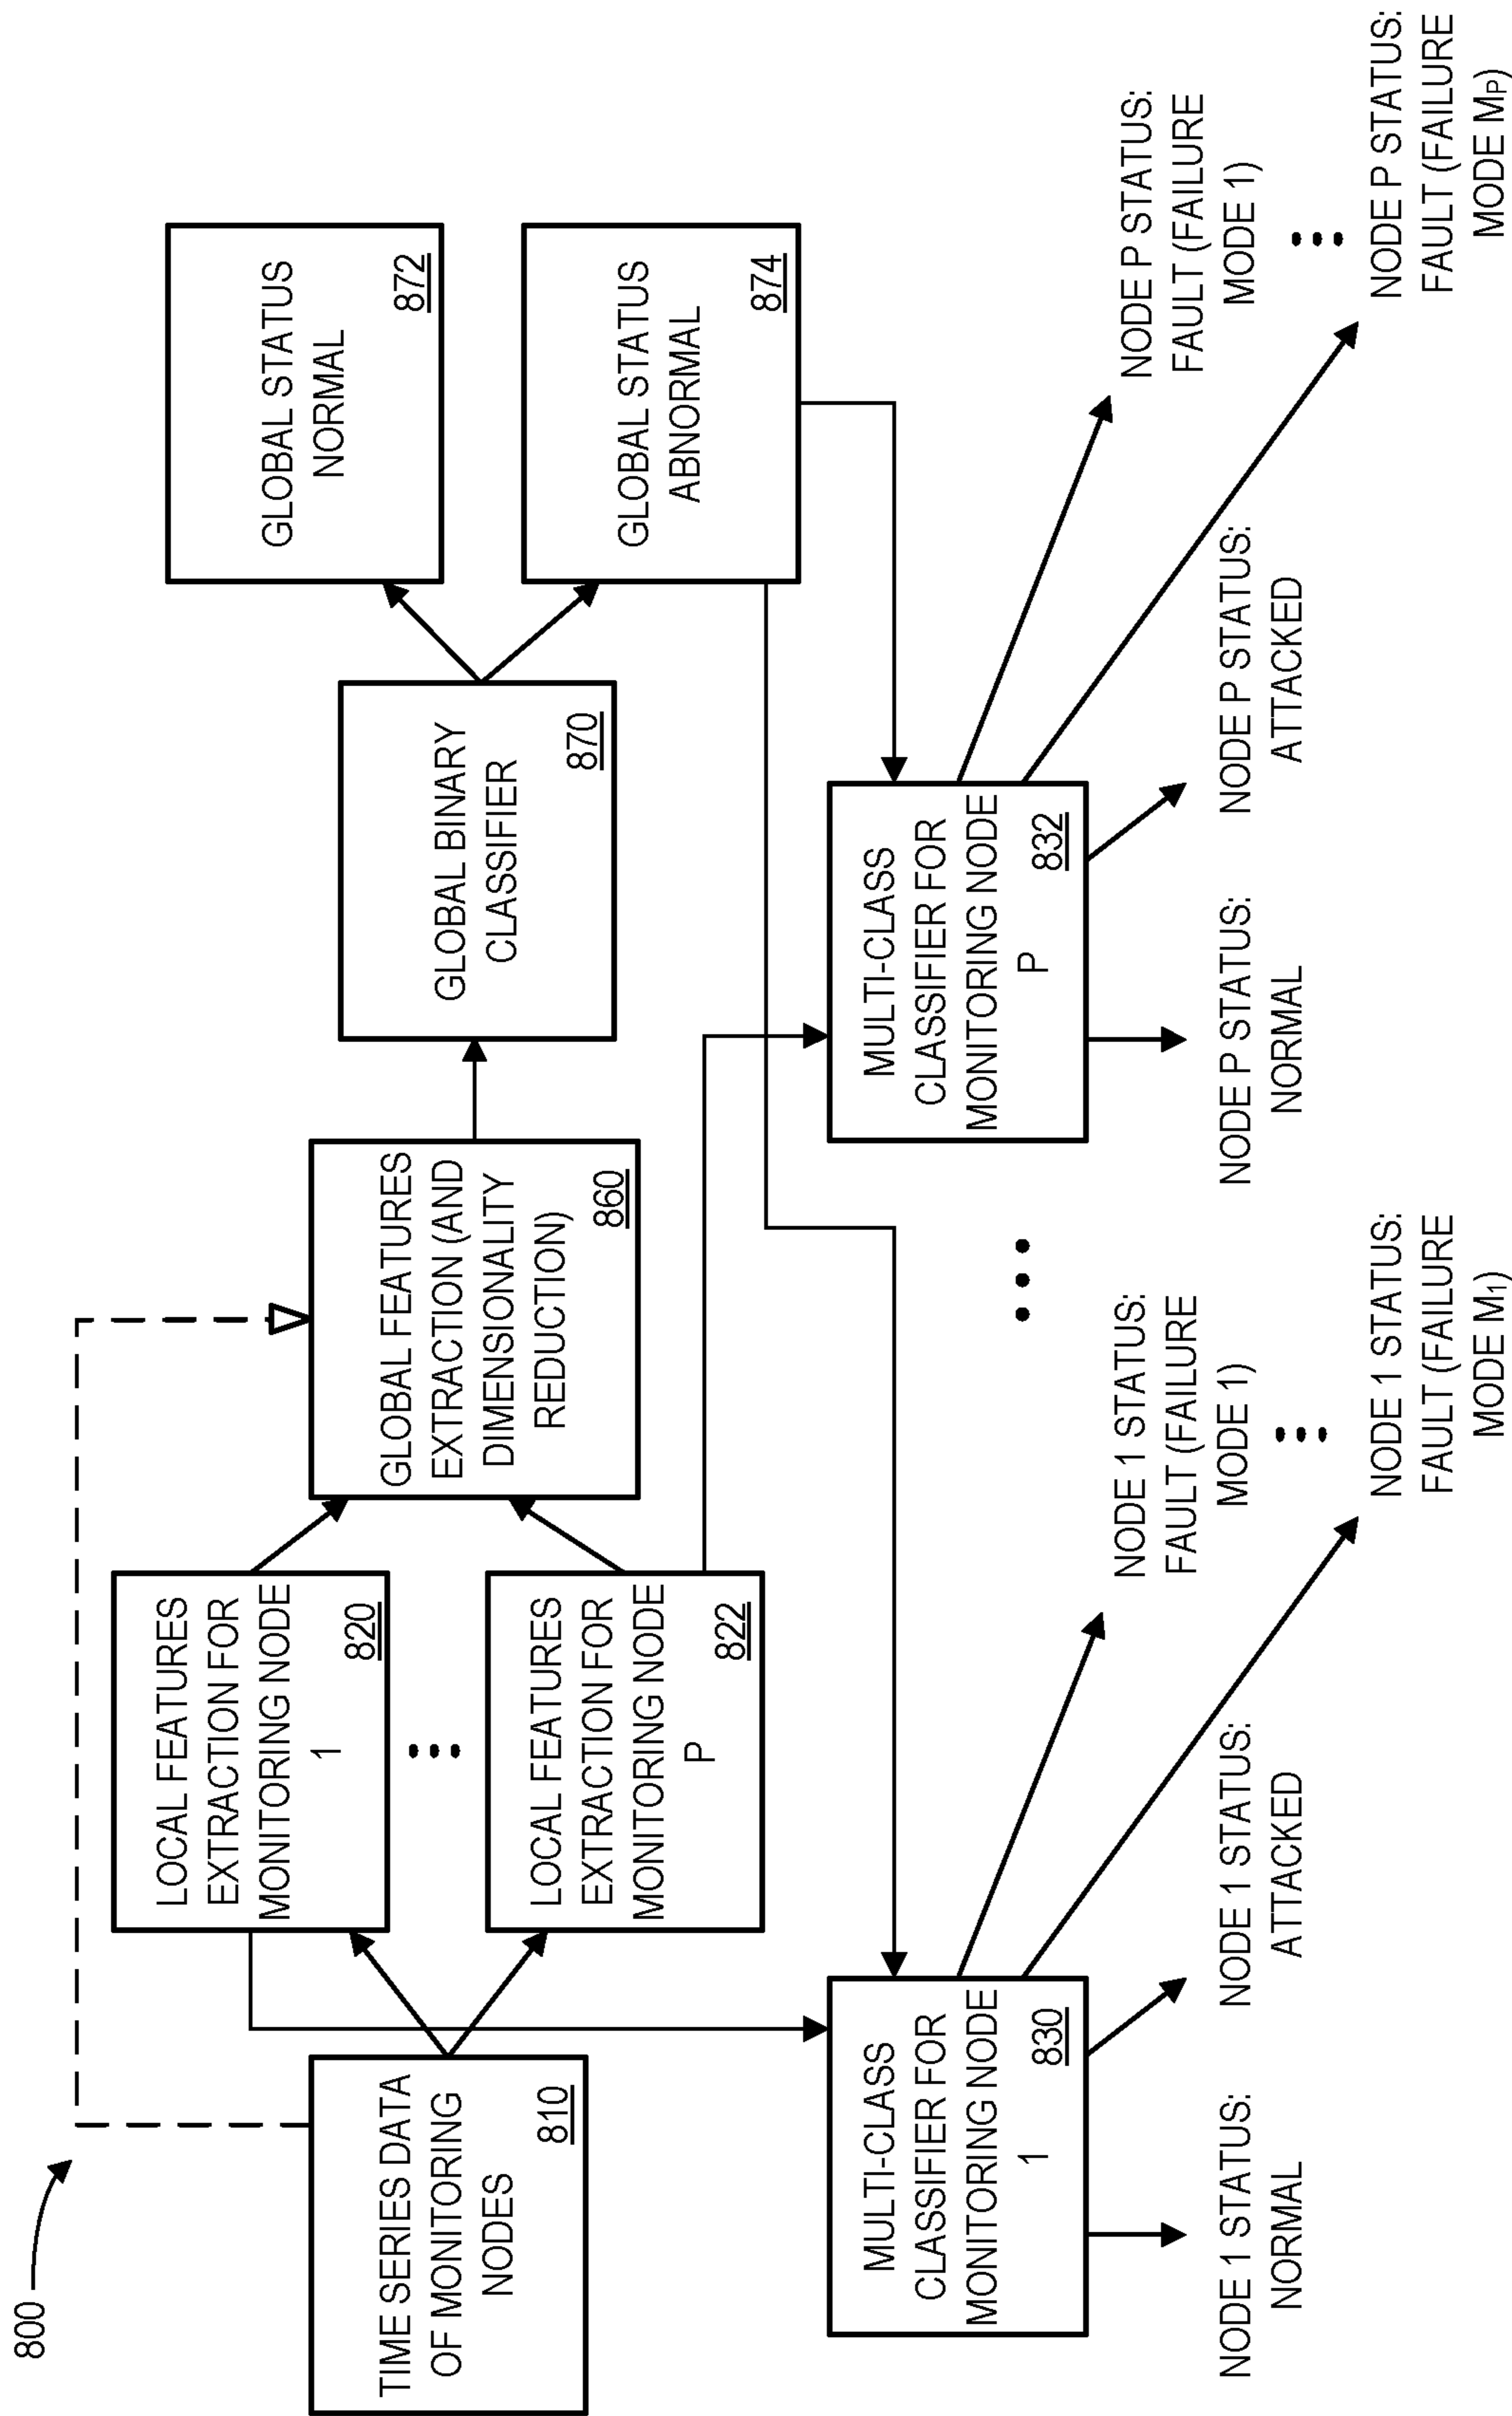 800
TIME SERIES DATA
OF MONITORING
NODES
810
LOCAL FEATURES
EXTRACTION FOR
MONITORING NODE
1
820
LOCAL FEATURES
EXTRACTION FOR
MONITORING NODE
P
822
GLOBAL FEATURES
EXTRACTION (AND
DIMENSIONALITY
REDUCTION)
860
GLOBAL BINARY
CLASSIFIER
870
GLOBAL STATUS
NORMAL
872
GLOBAL STATUS
ABNORMAL
874
MULTI-CLASS
CLASSIFIER FOR
MONITORING NODE
1
830
NODE 1 STATUS:
NORMAL
NODE 1 STATUS:
ATTACKED
NODE 1 STATUS:
FAULT (FAILURE
MODE 1)
NODE 1 STATUS:
FAULT (FAILURE
MODE M₁)
MULTI-CLASS
CLASSIFIER FOR
MONITORING NODE
P
832
NODE P STATUS:
NORMAL
NODE P STATUS:
ATTACKED
NODE P STATUS:
FAULT (FAILURE
MODE 1)
NODE P STATUS:
FAULT (FAILURE
MODE Mₚ)